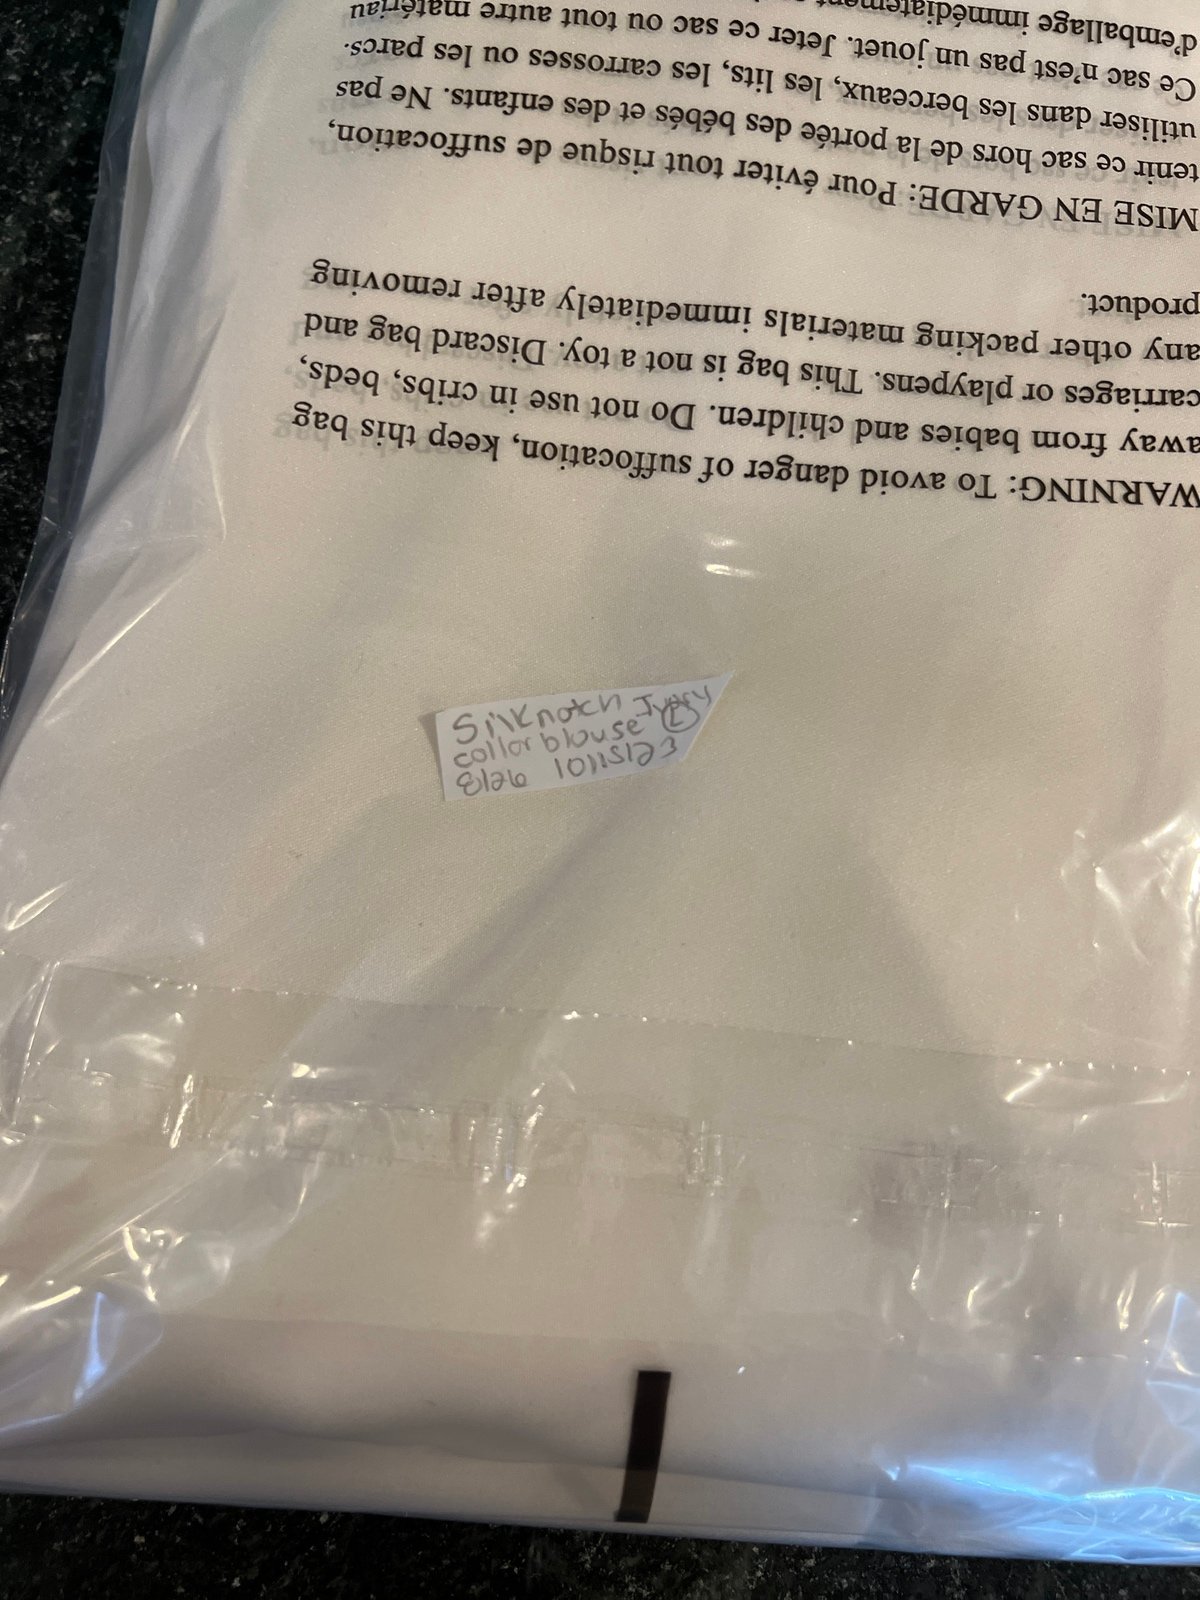 WARNING: To avoid danger of suffocation, keep this bag
away from babies and children. Do not use in cribs, beds,
carriages or playpens. This bag is not a toy. Discard bag and
any other packing materials immediately after removing
product.
MISE EN GARDE: Pour éviter tout risque de suffocation,
tenir ce sac hors de la portée des bébés et des enfants. Ne pas
utiliser dans les berceaux, les lits, les carrosses ou les parcs.
Ce sac n'est pas un jouet. Jeter ce sac ou tout autre matériau
d'emballage immédiatement
Silk notch Ivory
collar blouse L
8126 10115123